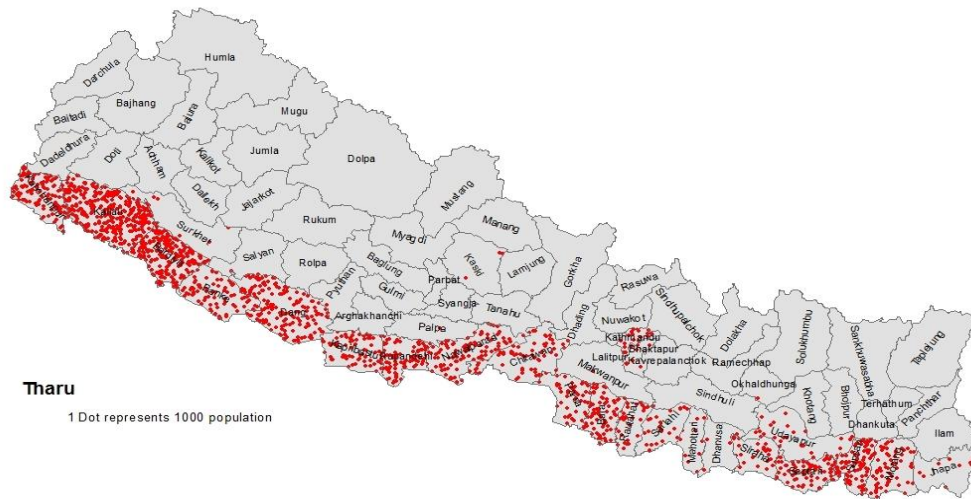 Humla
Darchula
Bajhang
Bajura
Mugu
Baitadi
Dadeldhura
Doti
Achham
Kalikot
Jumla
Dolpa
Dailekh
Jajarkot
Mustang
Kailali
Surkhet
Rukum
Manang
Salyan
Rolpa
Myagdi
Kaski
Lamjung
Gorkha
Baglung
Parbat
Pyuthan
Gulmi
Syangja
Tanahu
Dhading
Rasuwa
Nuwakot
Sindhupalchok
Dolakha
Solukhumbu
Sankhuwasabha
Taplejung
Banke
Dang
Arghakhanchi
Palpa
Kathmandu
Bhaktapur
Lalitpur
Kavrepalanchok
Ramechhap
Makwanpur
Okhaldhunga
Khotang
Bhojpur
Terhathum
Panchthar
Dhankuta
Ilam
Sindhuli
Udayapur
Mahottari
Dhanusa
Siraha
Jhapa
Tharu
1 Dot represents 1000 population